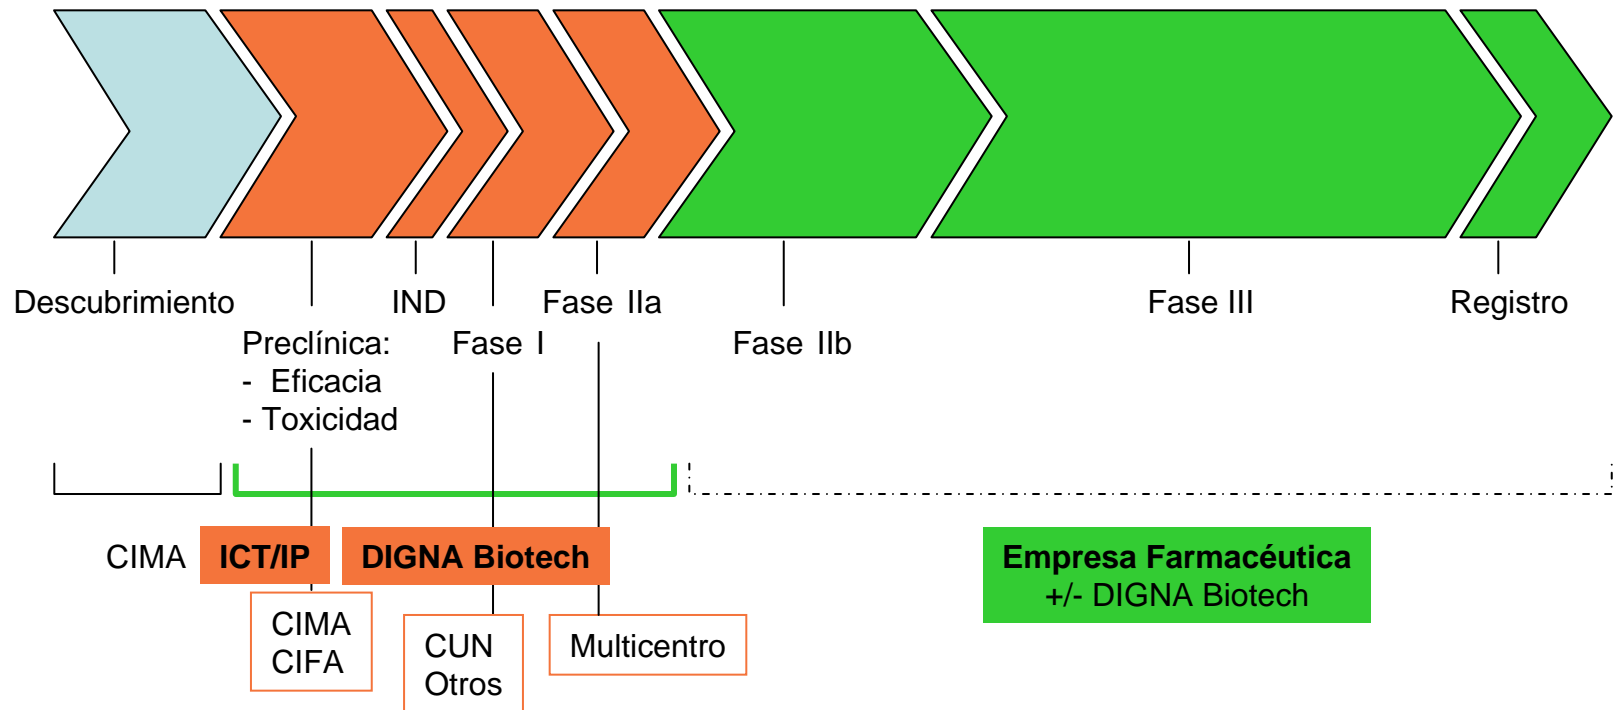 Descubrimiento
IND
Fase IIa
Fase III
Registro
Preclínica:
- Eficacia
- Toxicidad
Fase I
Fase IIb
CIMA
ICT/IP
DIGNA Biotech
Empresa Farmacéutica
+/- DIGNA Biotech
CIMA
CIFA
CUN
Otros
Multicentro